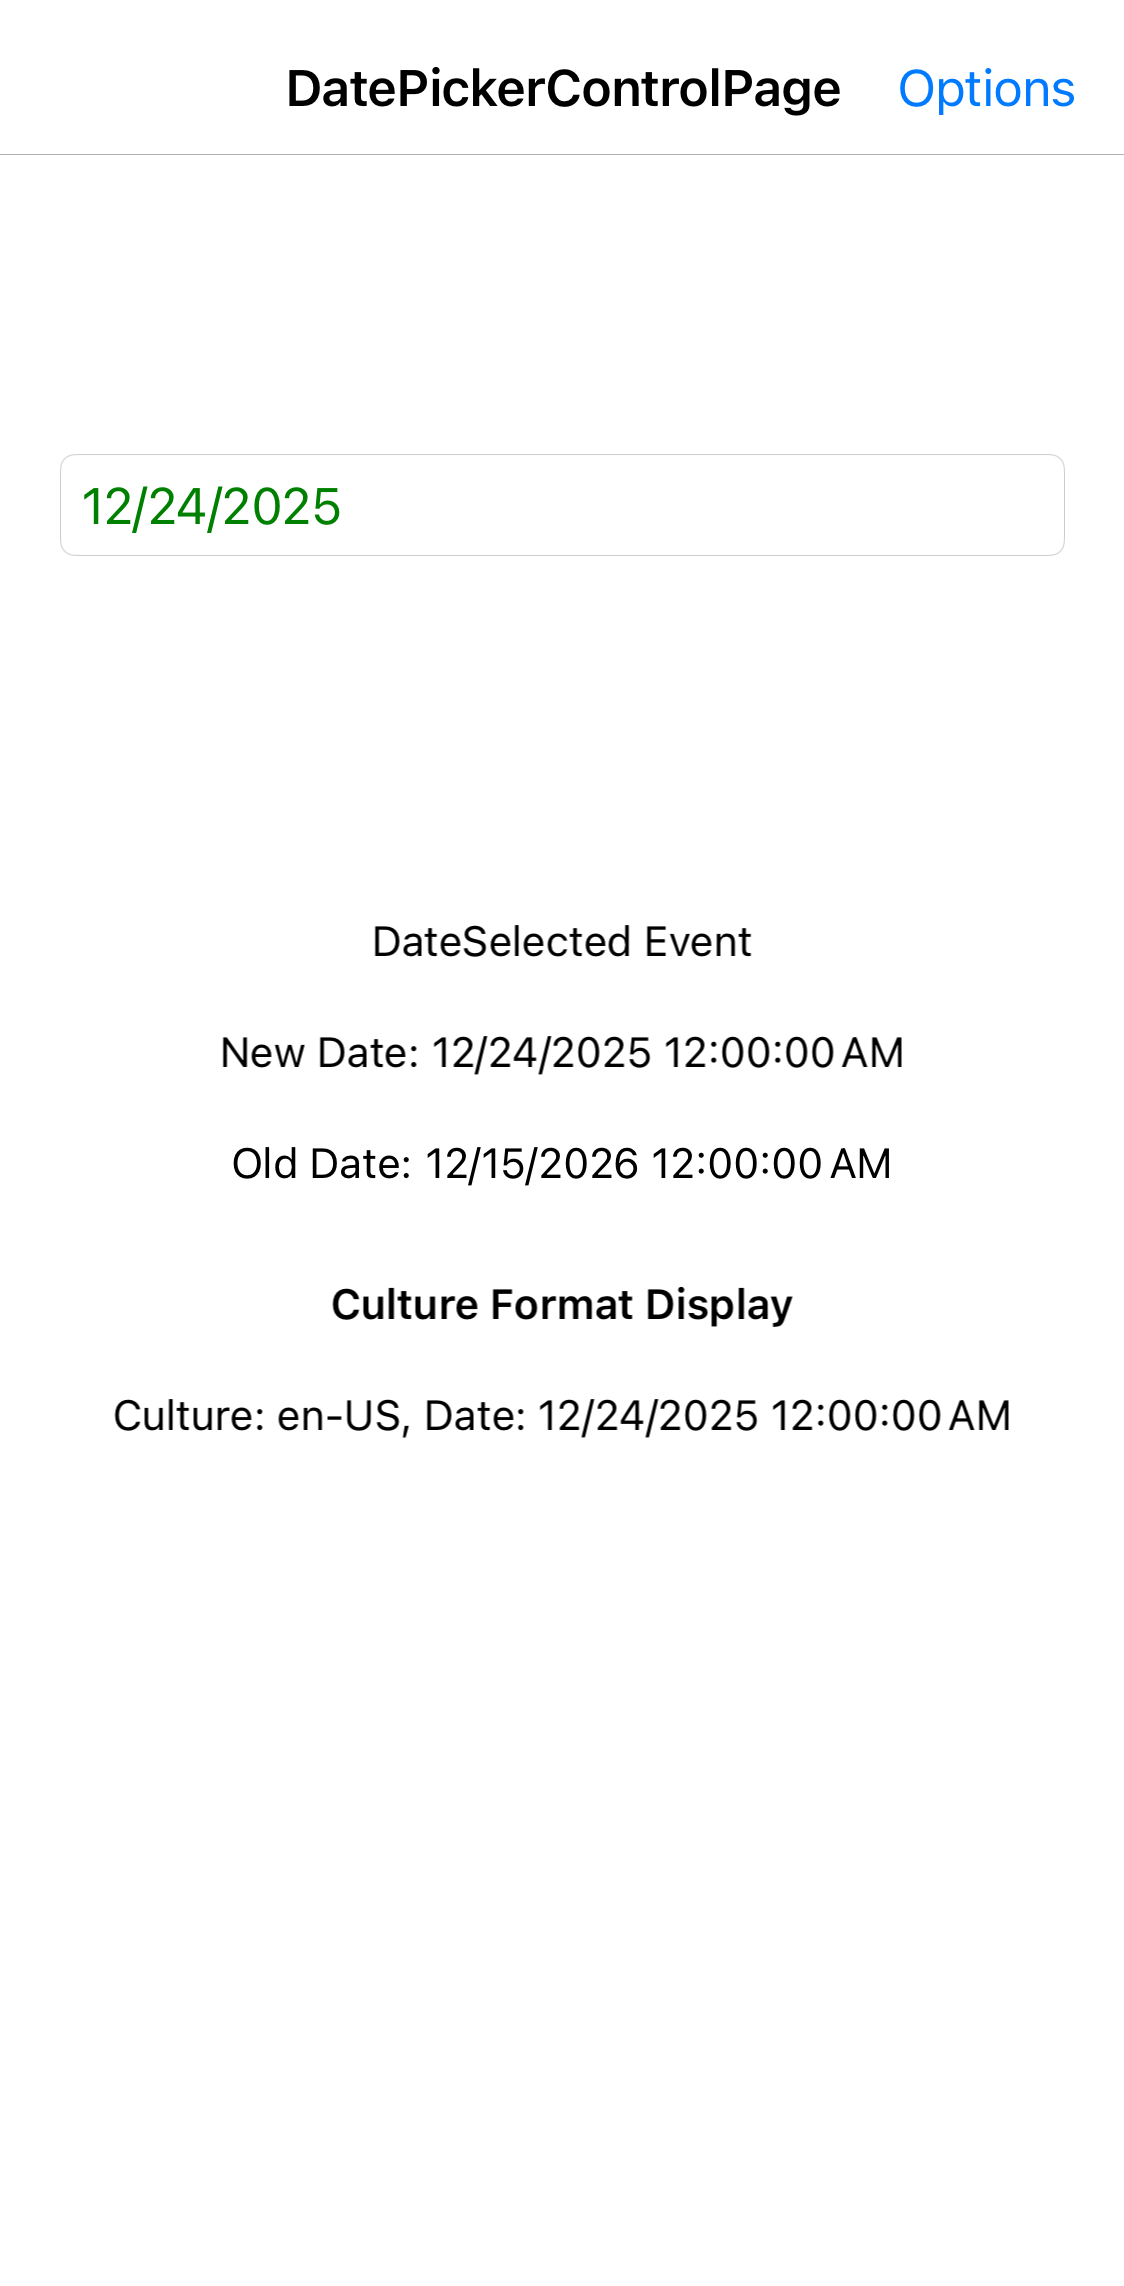 DatePickerControlPage Options
12/24/2025
DateSelected Event
New Date: 12/24/2025 12:00:00 AM
Old Date: 12/15/2026 12:00:00 AM
Culture Format Display
Culture: en-US, Date: 12/24/2025 12:00:00 AM